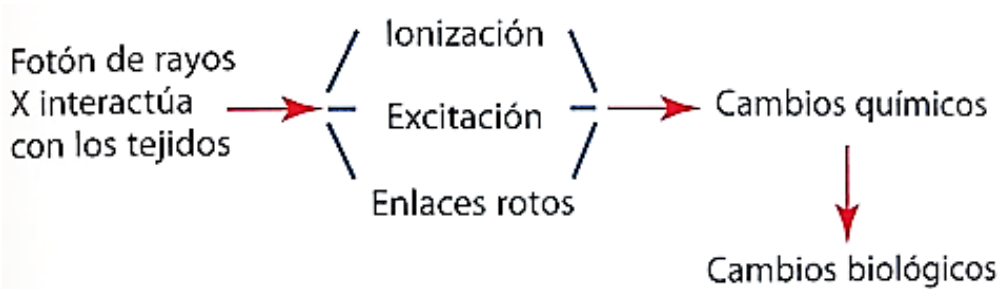 Fotón de rayos
X interactúa
con los tejidos
Ionización
Excitación
Enlaces rotos
Cambios químicos
Cambios biológicos